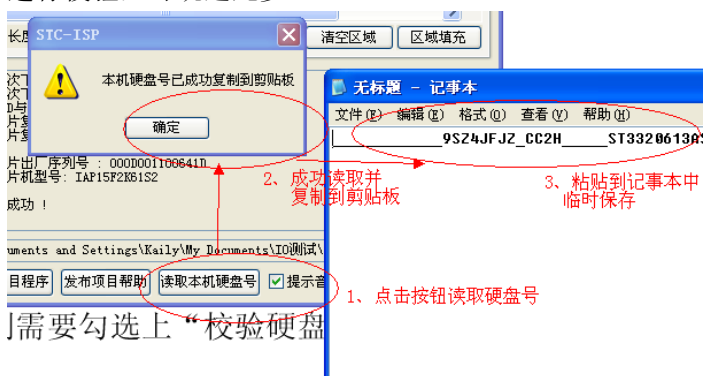 STC-ISP
长度
清空区域
区域填充
本机硬盘号已成功复制到剪贴板
确定
无标题 - 记事本
文件(F) 编辑(E) 格式(O) 查看(V) 帮助(H)
9SZ4JFJZ_CC2H_____ST3320613AS
片出厂序列号 : 000D001100641D
片机型号: IAP15F2K61S2
成功 !
2、成功读取并
复制到剪贴板
3、粘贴到记事本中
临时保存
uments and Settings\Kaily\My Documents\IO测试\
目程序
发布项目帮助
读取本机硬盘号
提示音
1、点击按钮读取硬盘号
需要勾选上“校验硬盘